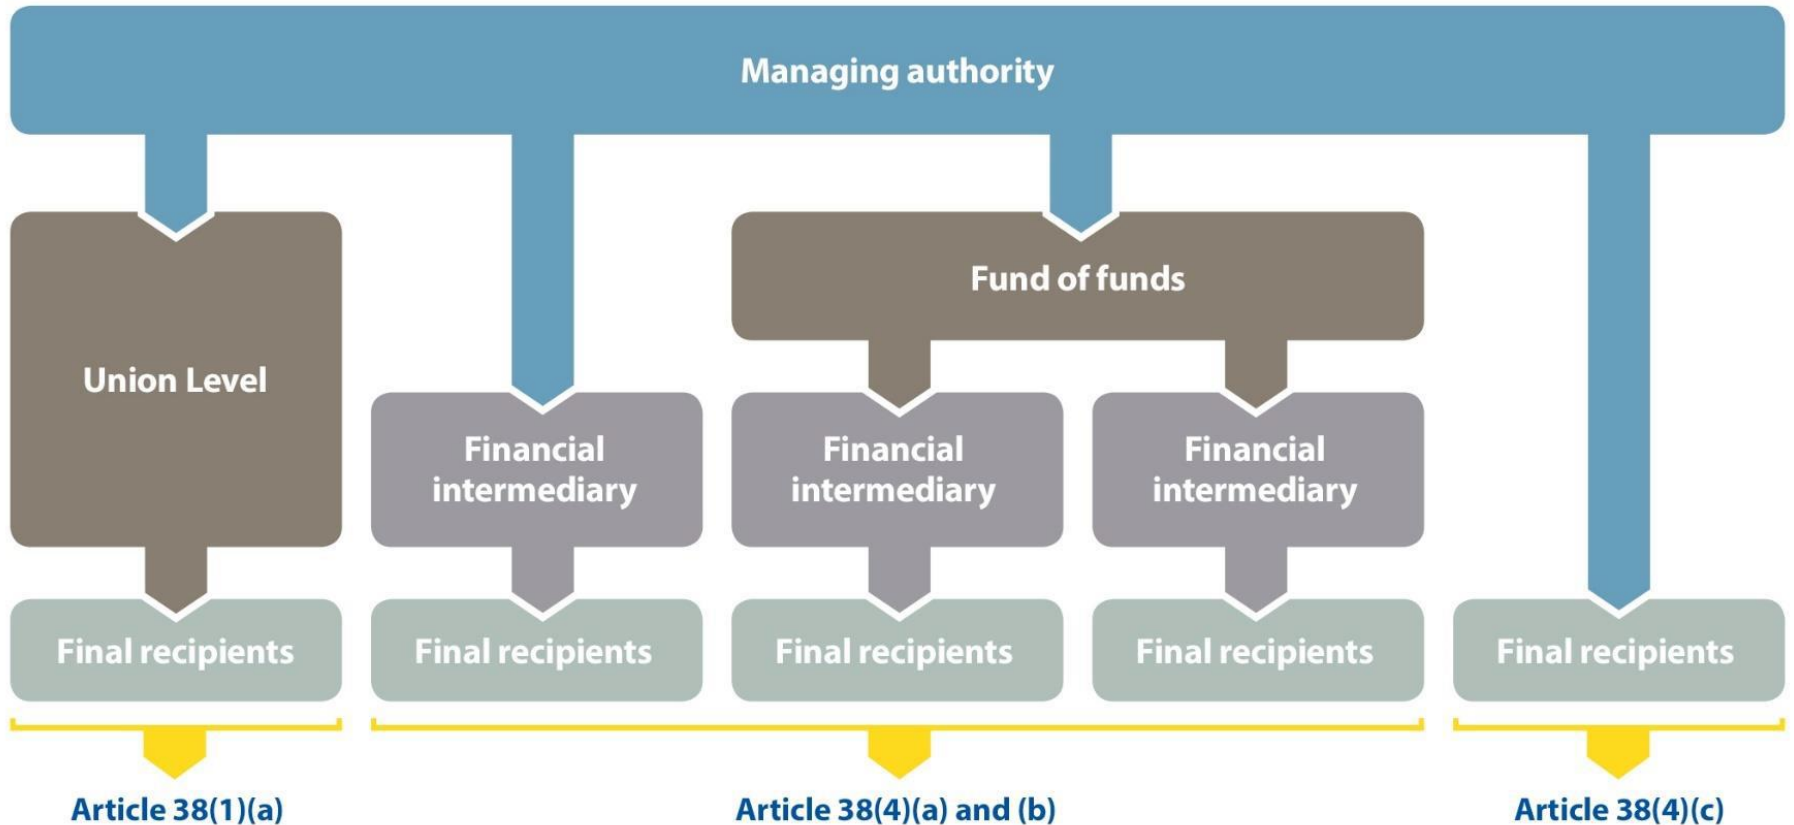 Managing authority
Fund of funds
Union Level
Financial
intermediary
Financial
intermediary
Financial
intermediary
Final recipients
Final recipients
Final recipients
Final recipients
Final recipients
Article 38(1)(a)
Article 38(4)(a) and (b)
Article 38(4)(c)